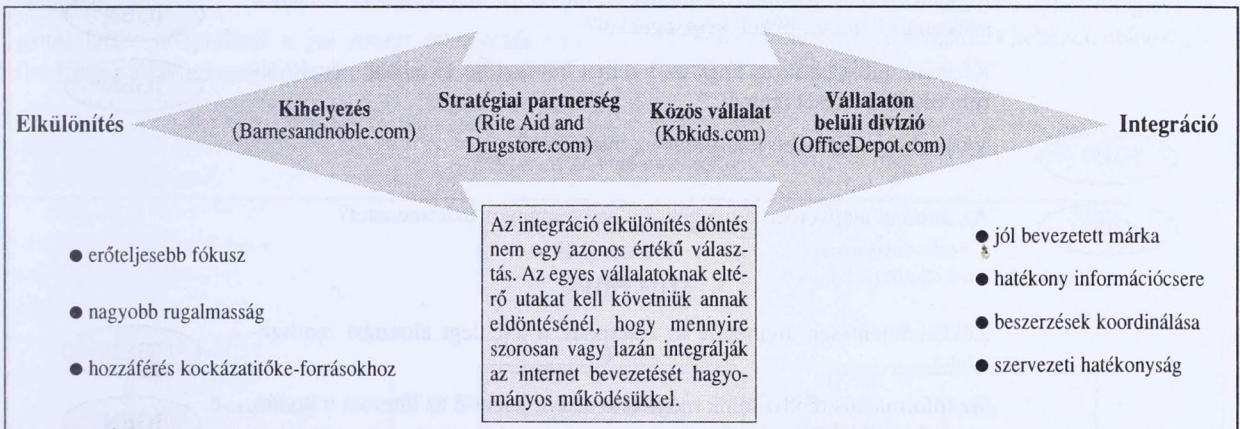 Elkülönítés
Kihelyezés
(Barnesandnoble.com)
Stratégiai partnerség
(Rite Aid and
Drugstore.com)
Közös vállalat
(Kbkids.com)
Vállalaton
belüli divízió
(OfficeDepot.com)
Integráció
● erőteljesebb fókusz
● nagyobb rugalmasság
● hozzáférés kockázatitőke-forrásokhoz
Az integráció elkülönítés döntés
nem egy azonos értékű válasz-
tás. Az egyes vállalatoknak elté-
rő utakat kell követniük annak
eldöntésénél, hogy mennyire
szorosan vagy lazán integrálják
az internet bevezetését hagyo-
mányos működésükkel.
● jól bevezetett márka
● hatékony információcsere
● beszerzések koordinálása
● szervezeti hatékonyság